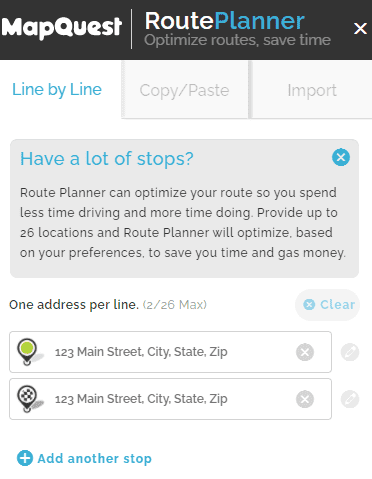 MapQuest
RoutePlanner
Optimize routes, save time
Line by Line
Copy/Paste
Import
Have a lot of stops?
Route Planner can optimize your route so you spend
less time driving and more time doing. Provide up to
26 locations and Route Planner will optimize, based
on your preferences, to save you time and gas money.
One address per line. (2/26 Max)
Clear
123 Main Street, City, State, Zip
123 Main Street, City, State, Zip
Add another stop